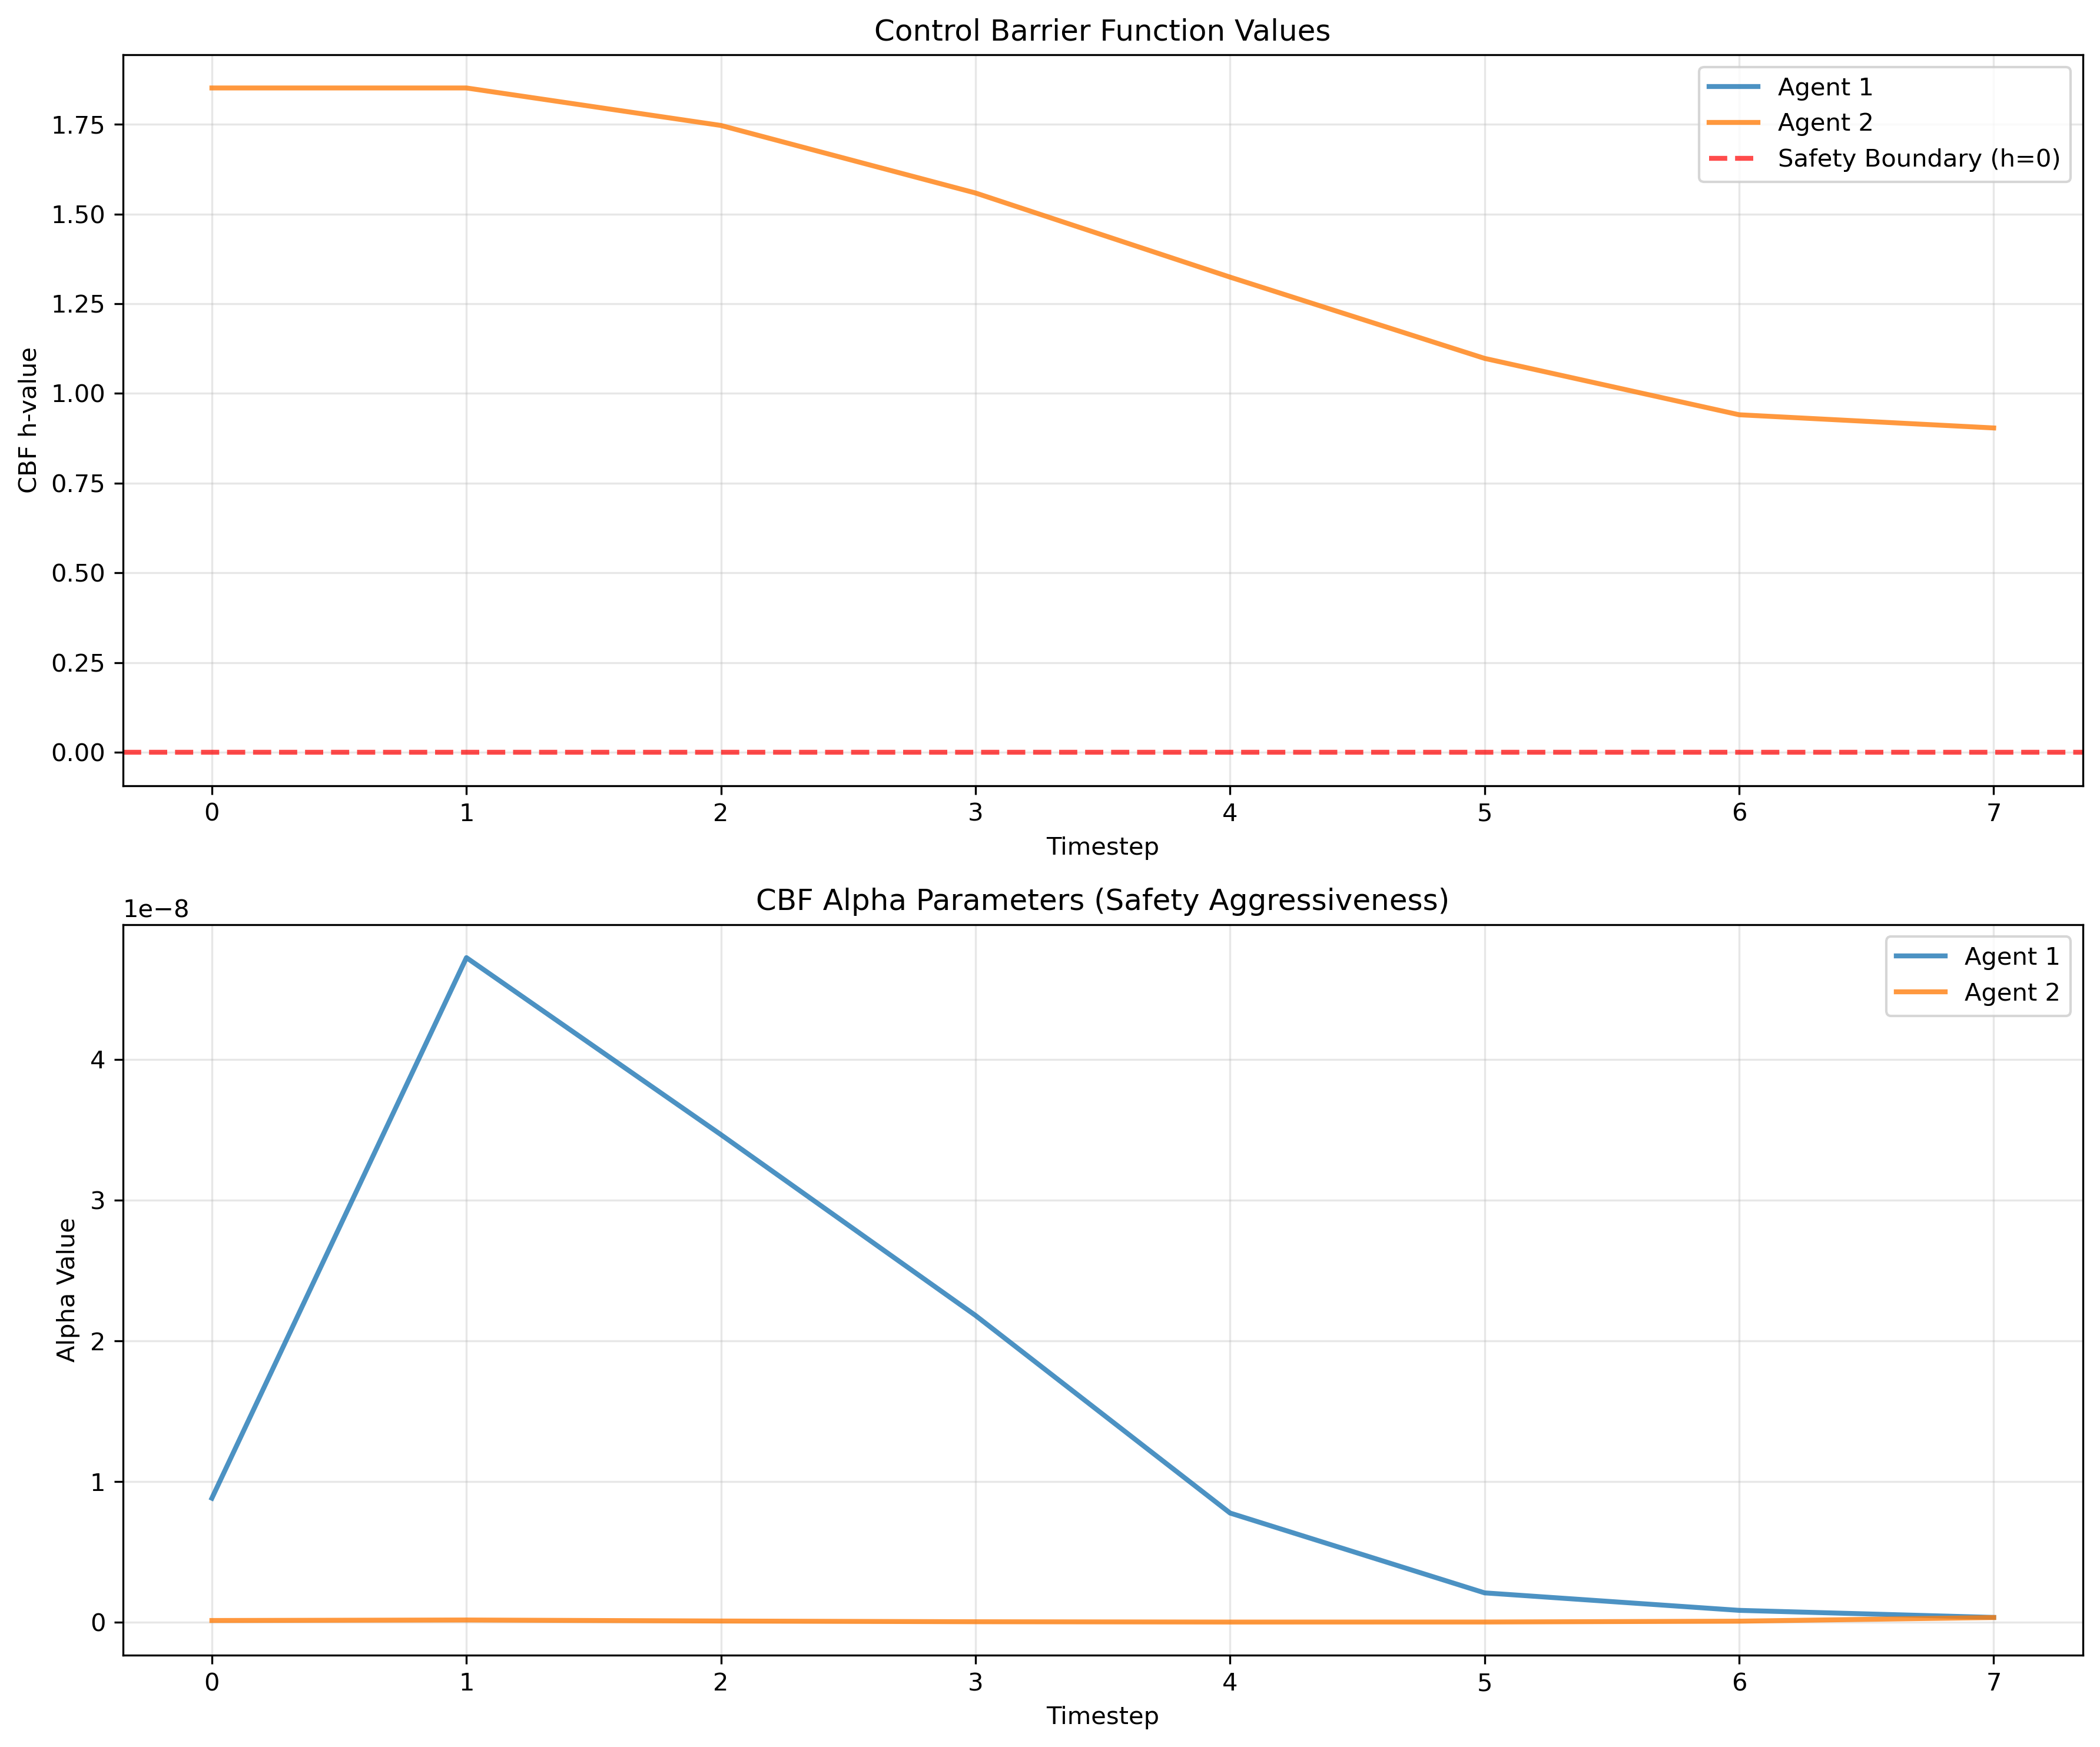 Control Barrier Function Values
Agent 1
Agent 2
Safety Boundary (h=0)
CBF h-value
1.75
1.50
1.25
1.00
0.75
0.50
0.25
0.00
0 1 2 3 4 5 6 7
Timestep
CBF Alpha Parameters (Safety Aggressiveness)
1e−8
Agent 1
Agent 2
Alpha Value
4
3
2
1
0
0 1 2 3 4 5 6 7
Timestep